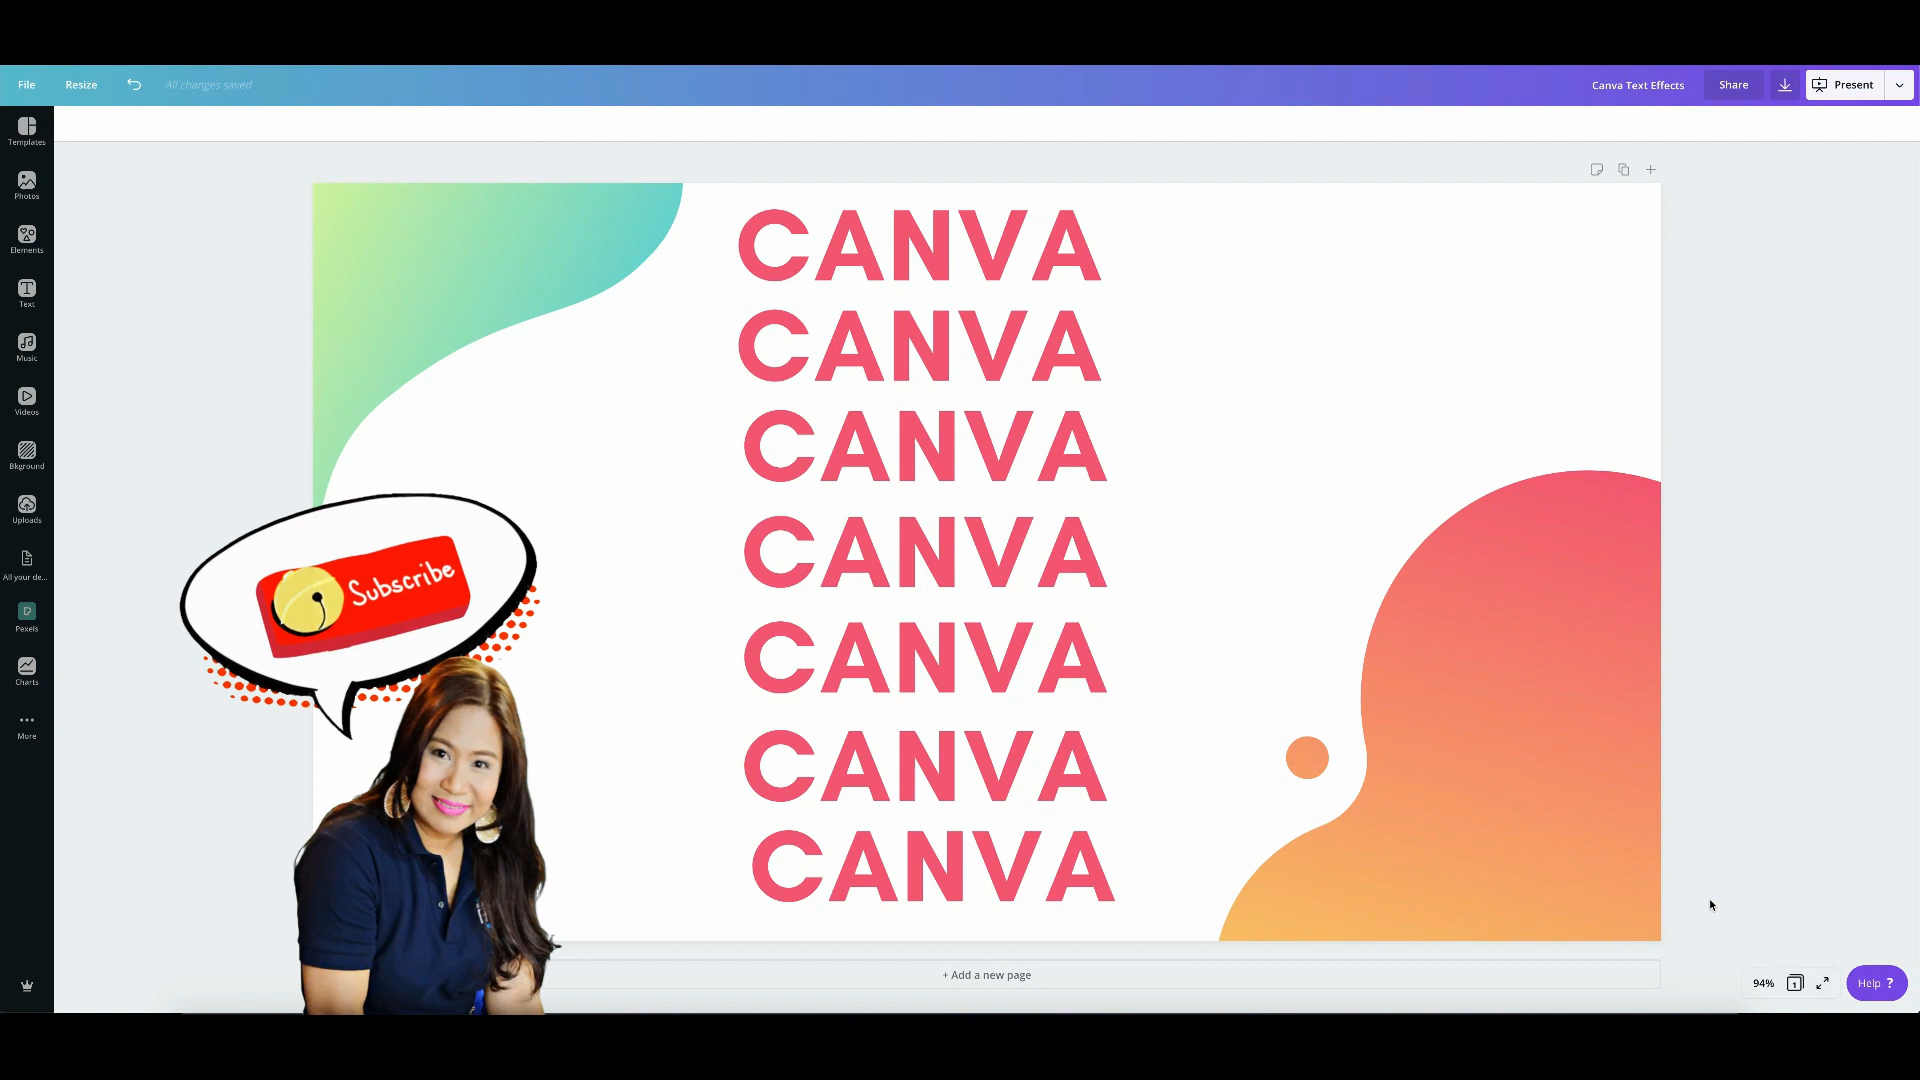 File Resize All changes saved Canva Text Effects Share Present
Templates
Photos
Elements
Text
Music
Videos
Bkground
Uploads
All your de...
Pexels
Charts
More
CANVA
CANVA
CANVA
CANVA
CANVA
CANVA
CANVA
Subscribe
+ Add a new page
94% 1 Help ?